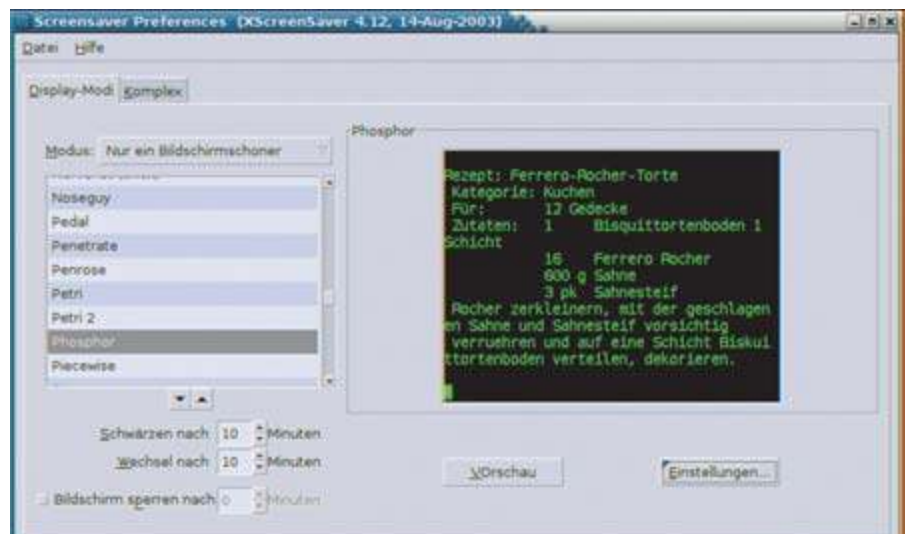 Screensaver Preferences (XScreenSaver 4.12, 14-Aug-2003)
Datei Hilfe
Display-Modi Komplex
Modus: Nur ein Bildschirmschoner
Noseguy
Pedal
Penetrate
Penrose
Petri
Petri 2
Phosphor
Piecewise
Schwärzen nach 10 Minuten
Wechsel nach 10 Minuten
Bildschirm sperren nach 0 Minuten
Phosphor
Rezept: Ferrero-Rocher-Torte
Kategorie: Kuchen
Für: 12 Gedecke
Zutaten: 1 Bisquittortenboden 1
Schicht
16 Ferrero Rocher
600 g Sahne
3 pk Sahnesteif
Rocher zerkleinern, mit der geschlagen
en Sahne und Sahnesteif vorsichtig
verruehren und auf eine Schicht Biskui
ttortenboden verteilen, dekorieren.
VOrschau Einstellungen...